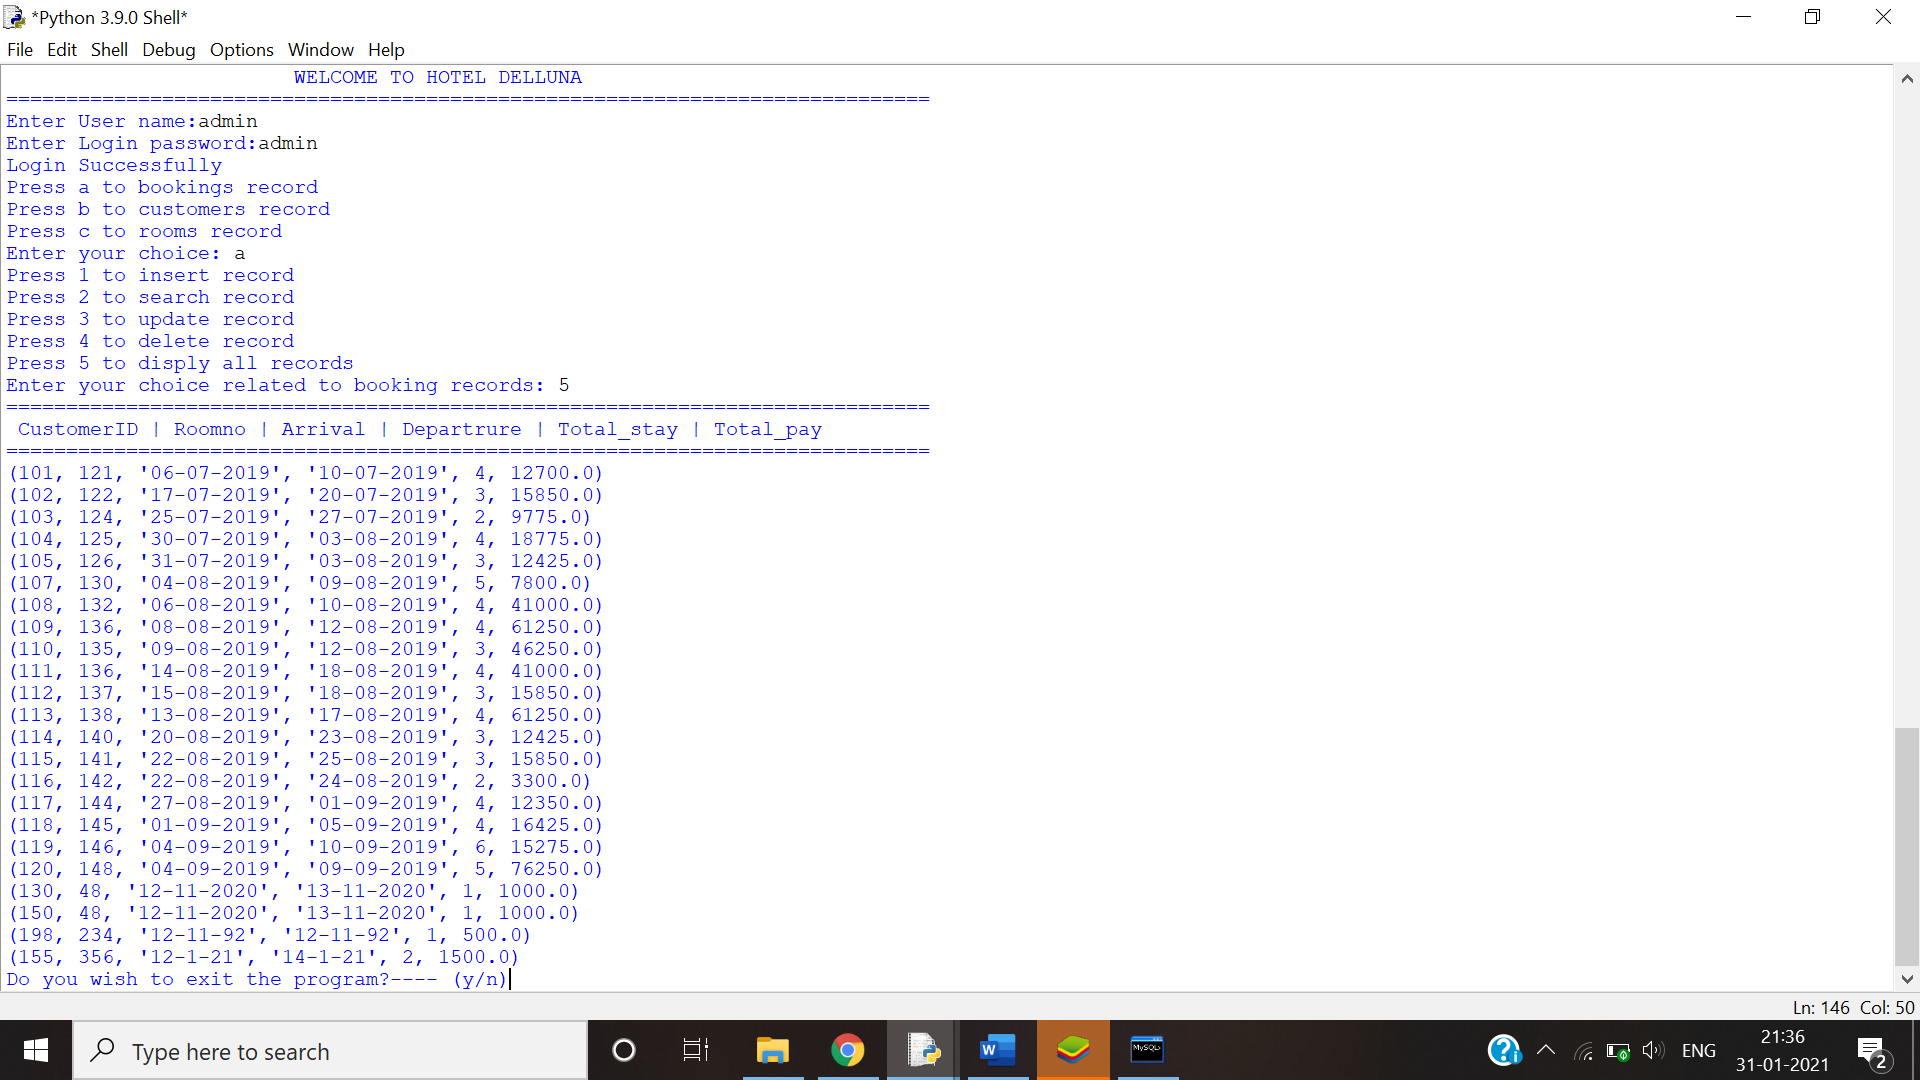 *Python 3.9.0 Shell*
File Edit Shell Debug Options Window Help
WELCOME TO HOTEL DELLUNA
=============================================================================
Enter User name:admin
Enter Login password:admin
Login Successfully
Press a to bookings record
Press b to customers record
Press c to rooms record
Enter your choice: a
Press 1 to insert record
Press 2 to search record
Press 3 to update record
Press 4 to delete record
Press 5 to disply all records
Enter your choice related to booking records: 5
=============================================================================
CustomerID | Roomno | Arrival | Departrure | Total_stay | Total_pay
=============================================================================
(101, 121, '06-07-2019', '10-07-2019', 4, 12700.0)
(102, 122, '17-07-2019', '20-07-2019', 3, 15850.0)
(103, 124, '25-07-2019', '27-07-2019', 2, 9775.0)
(104, 125, '30-07-2019', '03-08-2019', 4, 18775.0)
(105, 126, '31-07-2019', '03-08-2019', 3, 12425.0)
(107, 130, '04-08-2019', '09-08-2019', 5, 7800.0)
(108, 132, '06-08-2019', '10-08-2019', 4, 41000.0)
(109, 136, '08-08-2019', '12-08-2019', 4, 61250.0)
(110, 135, '09-08-2019', '12-08-2019', 3, 46250.0)
(111, 136, '14-08-2019', '18-08-2019', 4, 41000.0)
(112, 137, '15-08-2019', '18-08-2019', 3, 15850.0)
(113, 138, '13-08-2019', '17-08-2019', 4, 61250.0)
(114, 140, '20-08-2019', '23-08-2019', 3, 12425.0)
(115, 141, '22-08-2019', '25-08-2019', 3, 15850.0)
(116, 142, '22-08-2019', '24-08-2019', 2, 3300.0)
(117, 144, '27-08-2019', '01-09-2019', 4, 12350.0)
(118, 145, '01-09-2019', '05-09-2019', 4, 16425.0)
(119, 146, '04-09-2019', '10-09-2019', 6, 15275.0)
(120, 148, '04-09-2019', '09-09-2019', 5, 76250.0)
(130, 48, '12-11-2020', '13-11-2020', 1, 1000.0)
(150, 48, '12-11-2020', '13-11-2020', 1, 1000.0)
(198, 234, '12-11-92', '12-11-92', 1, 500.0)
(155, 356, '12-1-21', '14-1-21', 2, 1500.0)
Do you wish to exit the program?---- (y/n)
Ln: 146 Col: 50
Type here to search
W
MySQL
ENG
21:36
31-01-2021
2